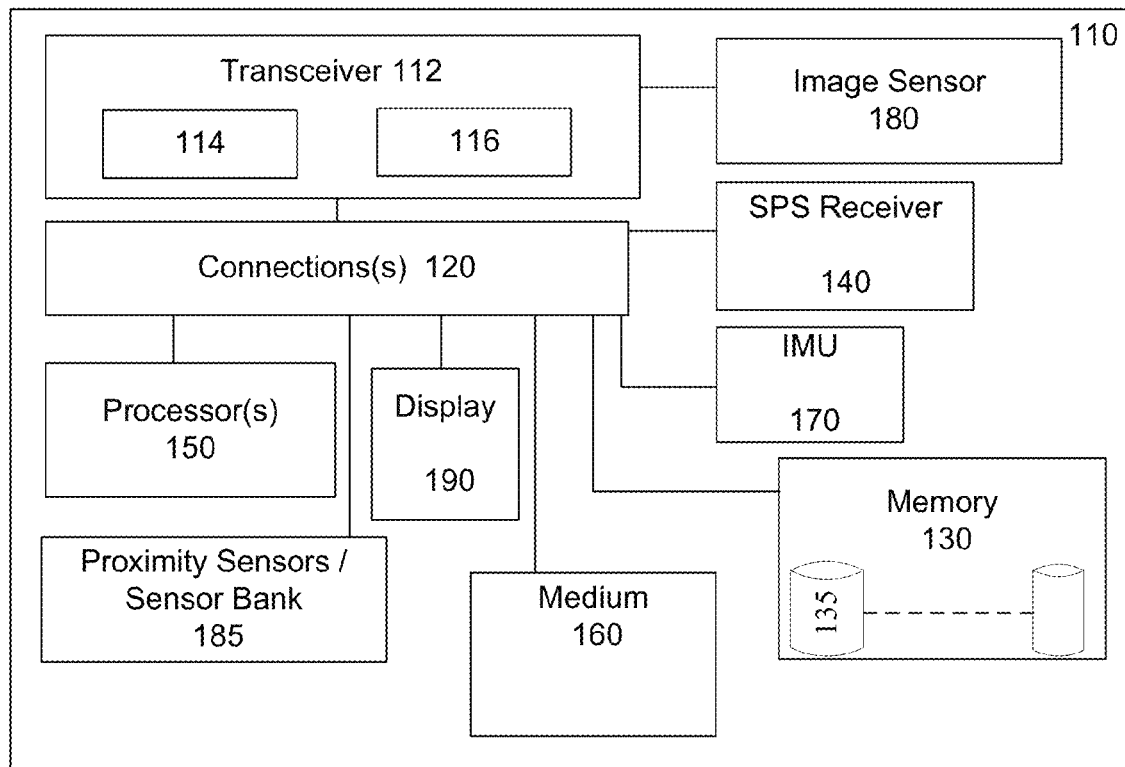 110
Transceiver 112
114
116
Image Sensor
180
SPS Receiver
140
Connections(s) 120
IMU
170
Processor(s)
150
Display
190
Memory
130
135
Proximity Sensors /
Sensor Bank
185
Medium
160